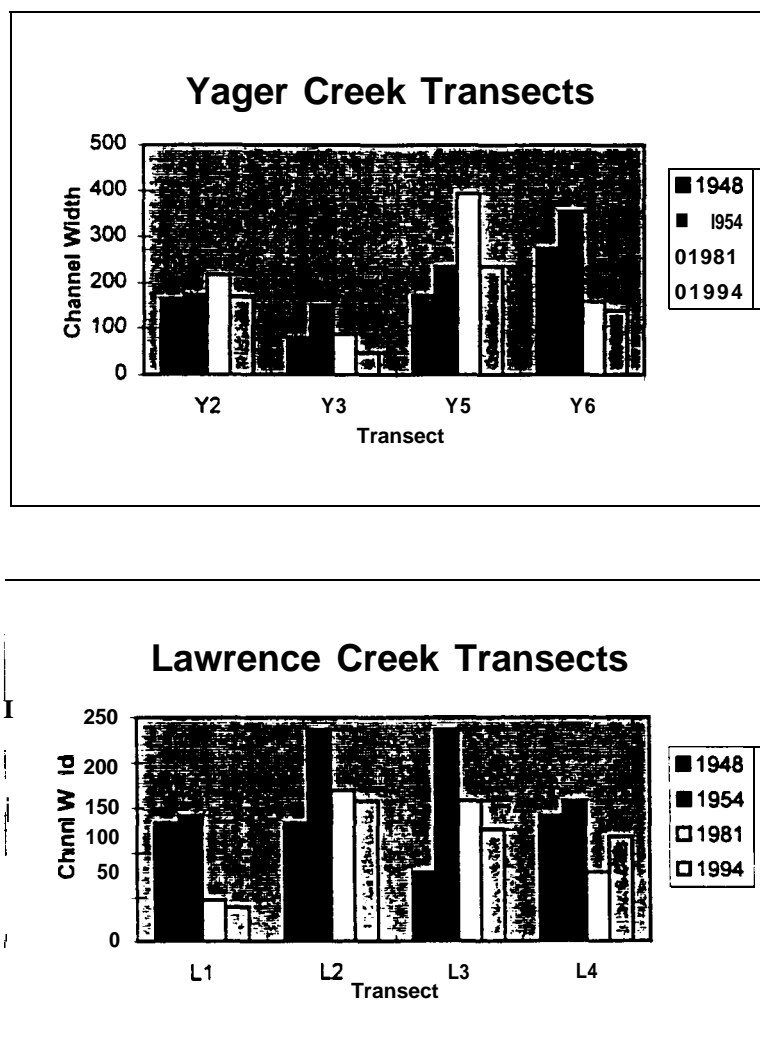 Yager Creek Transects
500
400
300
200
100
0
Channel Width
Y2 Y3 Y5 Y6
Transect
■ 1948
■ I954
01981
01994
Lawrence Creek Transects
I
250
200
150
100
50
0
Chnnl W id
L1 L2 L3 L4
Transect
■ 1948
■ 1954
□ 1981
□ 1994